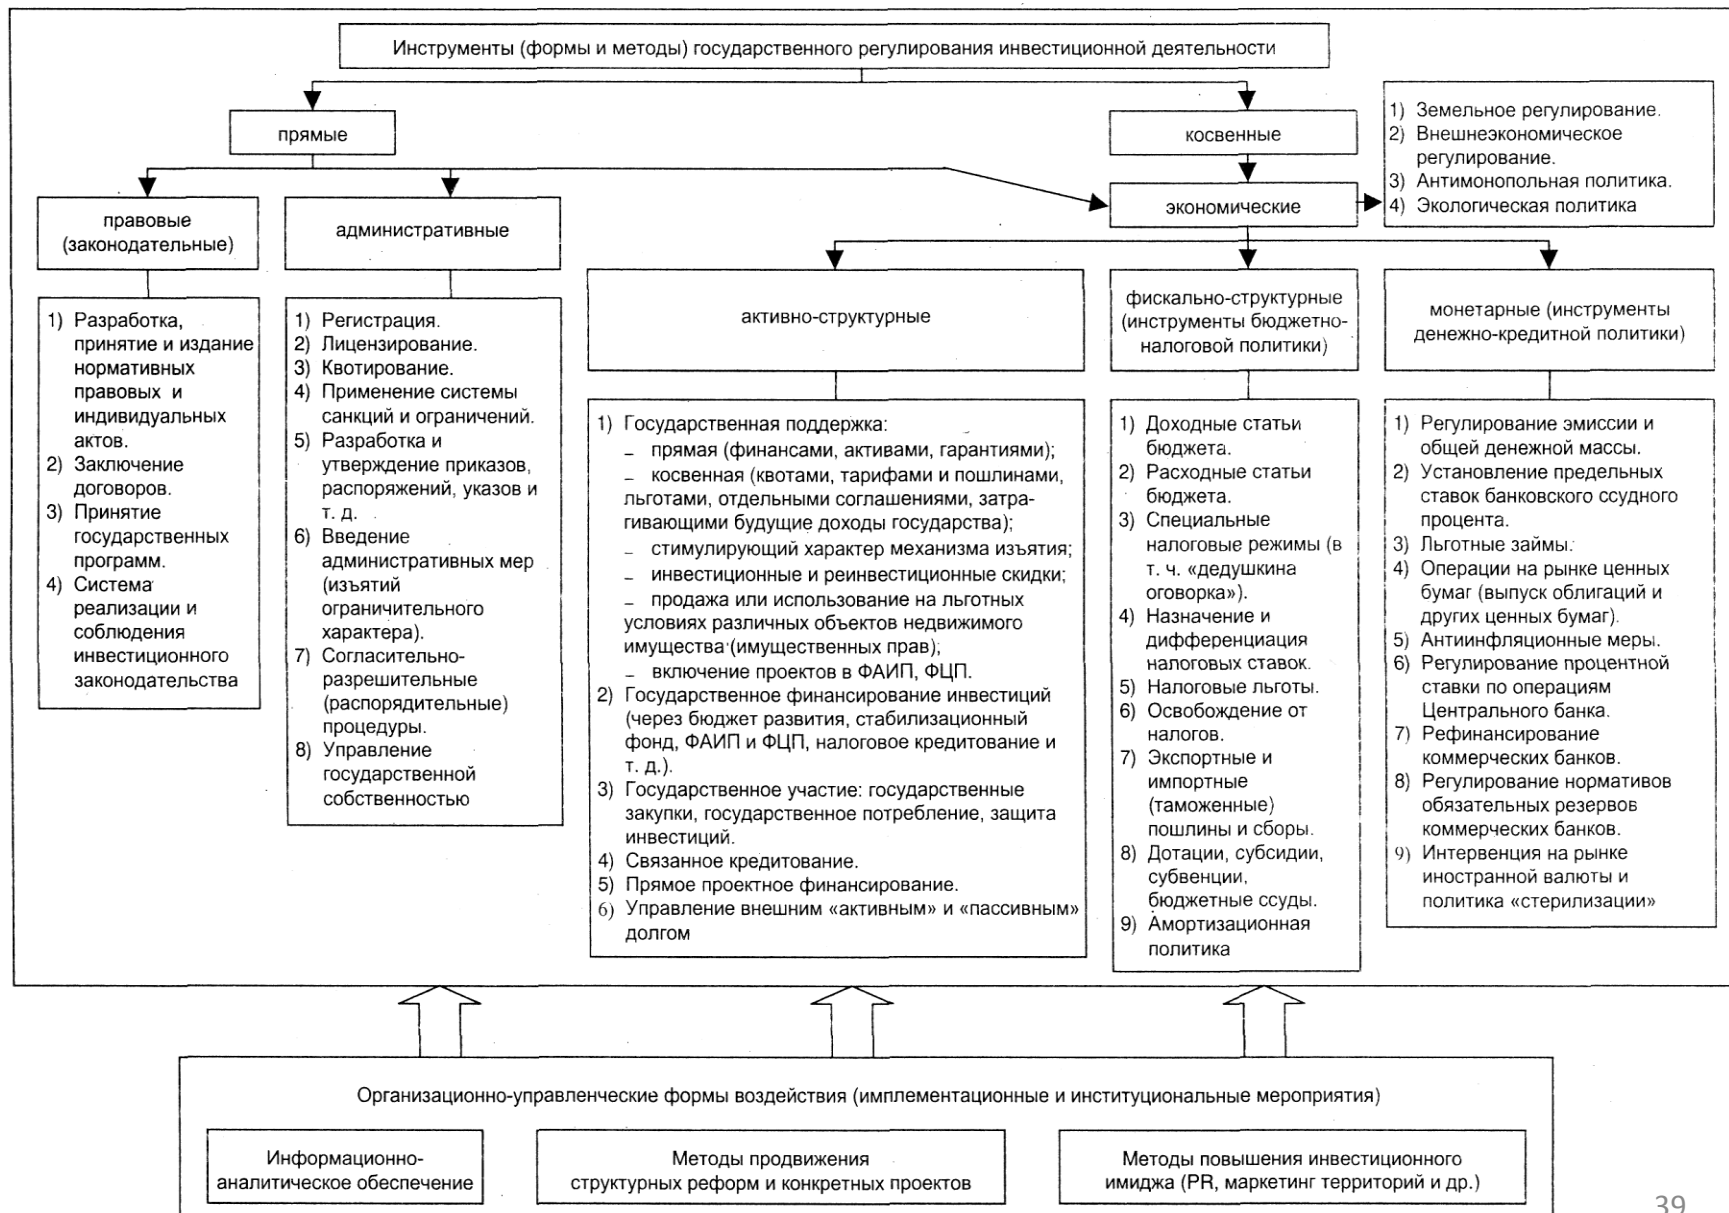 Инструменты (формы и методы) государственного регулирования инвестиционной деятельности
прямые
косвенные
1) Земельное регулирование.
2) Внешнеэкономическое
регулирование.
3) Антимонопольная политика.
4) Экологическая политика
правовые
(законодательные)
административные
экономические
активно-структурные
фискально-структурные
(инструменты бюджетно-
налоговой политики)
монетарные (инструменты
денежно-кредитной политики)
1) Разработка,
принятие и издание
нормативных
правовых и
индивидуальных
актов.
2) Заключение
договоров.
3) Принятие
государственных
программ.
4) Система
реализации и
соблюдения
инвестиционного
законодательства
1) Регистрация.
2) Лицензирование.
3) Квотирование.
4) Применение системы
санкций и ограничений.
5) Разработка и
утверждение приказов,
распоряжений, указов и
т. д.
6) Введение
административных мер
(изъятий
ограничительного
характера).
7) Согласительно-
разрешительные
(распорядительные)
процедуры.
8) Управление
государственной
собственностью
1) Государственная поддержка:
– прямая (финансами, активами, гарантиями);
– косвенная (квотами, тарифами и пошлинами,
льготами, отдельными соглашениями, затра-
гивающими будущие доходы государства);
– стимулирующий характер механизма изъятия;
– инвестиционные и реинвестиционные скидки;
– продажа или использование на льготных
условиях различных объектов недвижимого
имущества (имущественных прав);
– включение проектов в ФАИП, ФЦП.
2) Государственное финансирование инвестиций
(через бюджет развития, стабилизационный
фонд, ФАИП и ФЦП, налоговое кредитование и
т. д.).
3) Государственное участие: государственные
закупки, государственное потребление, защита
инвестиций.
4) Связанное кредитование.
5) Прямое проектное финансирование.
6) Управление внешним «активным» и «пассивным»
долгом
1) Доходные статьи
бюджета.
2) Расходные статьи
бюджета.
3) Специальные
налоговые режимы (в
т. ч. «дедушкина
оговорка»).
4) Назначение и
дифференциация
налоговых ставок.
5) Налоговые льготы.
6) Освобождение от
налогов.
7) Экспортные и
импортные
(таможенные)
пошлины и сборы.
8) Дотации, субсидии,
субвенции,
бюджетные ссуды.
9) Амортизационная
политика
1) Регулирование эмиссии и
общей денежной массы.
2) Установление предельных
ставок банковского ссудного
процента.
3) Льготные займы.
4) Операции на рынке ценных
бумаг (выпуск облигаций и
других ценных бумаг).
5) Антиинфляционные меры.
6) Регулирование процентной
ставки по операциям
Центрального банка.
7) Рефинансирование
коммерческих банков.
8) Регулирование нормативов
обязательных резервов
коммерческих банков.
9) Интервенция на рынке
иностранной валюты и
политика «стерилизации»
Организационно-управленческие формы воздействия (имплементационные и институциональные мероприятия)
Информационно-
аналитическое обеспечение
Методы продвижения
структурных реформ и конкретных проектов
Методы повышения инвестиционного
имиджа (PR, маркетинг территорий и др.)
39